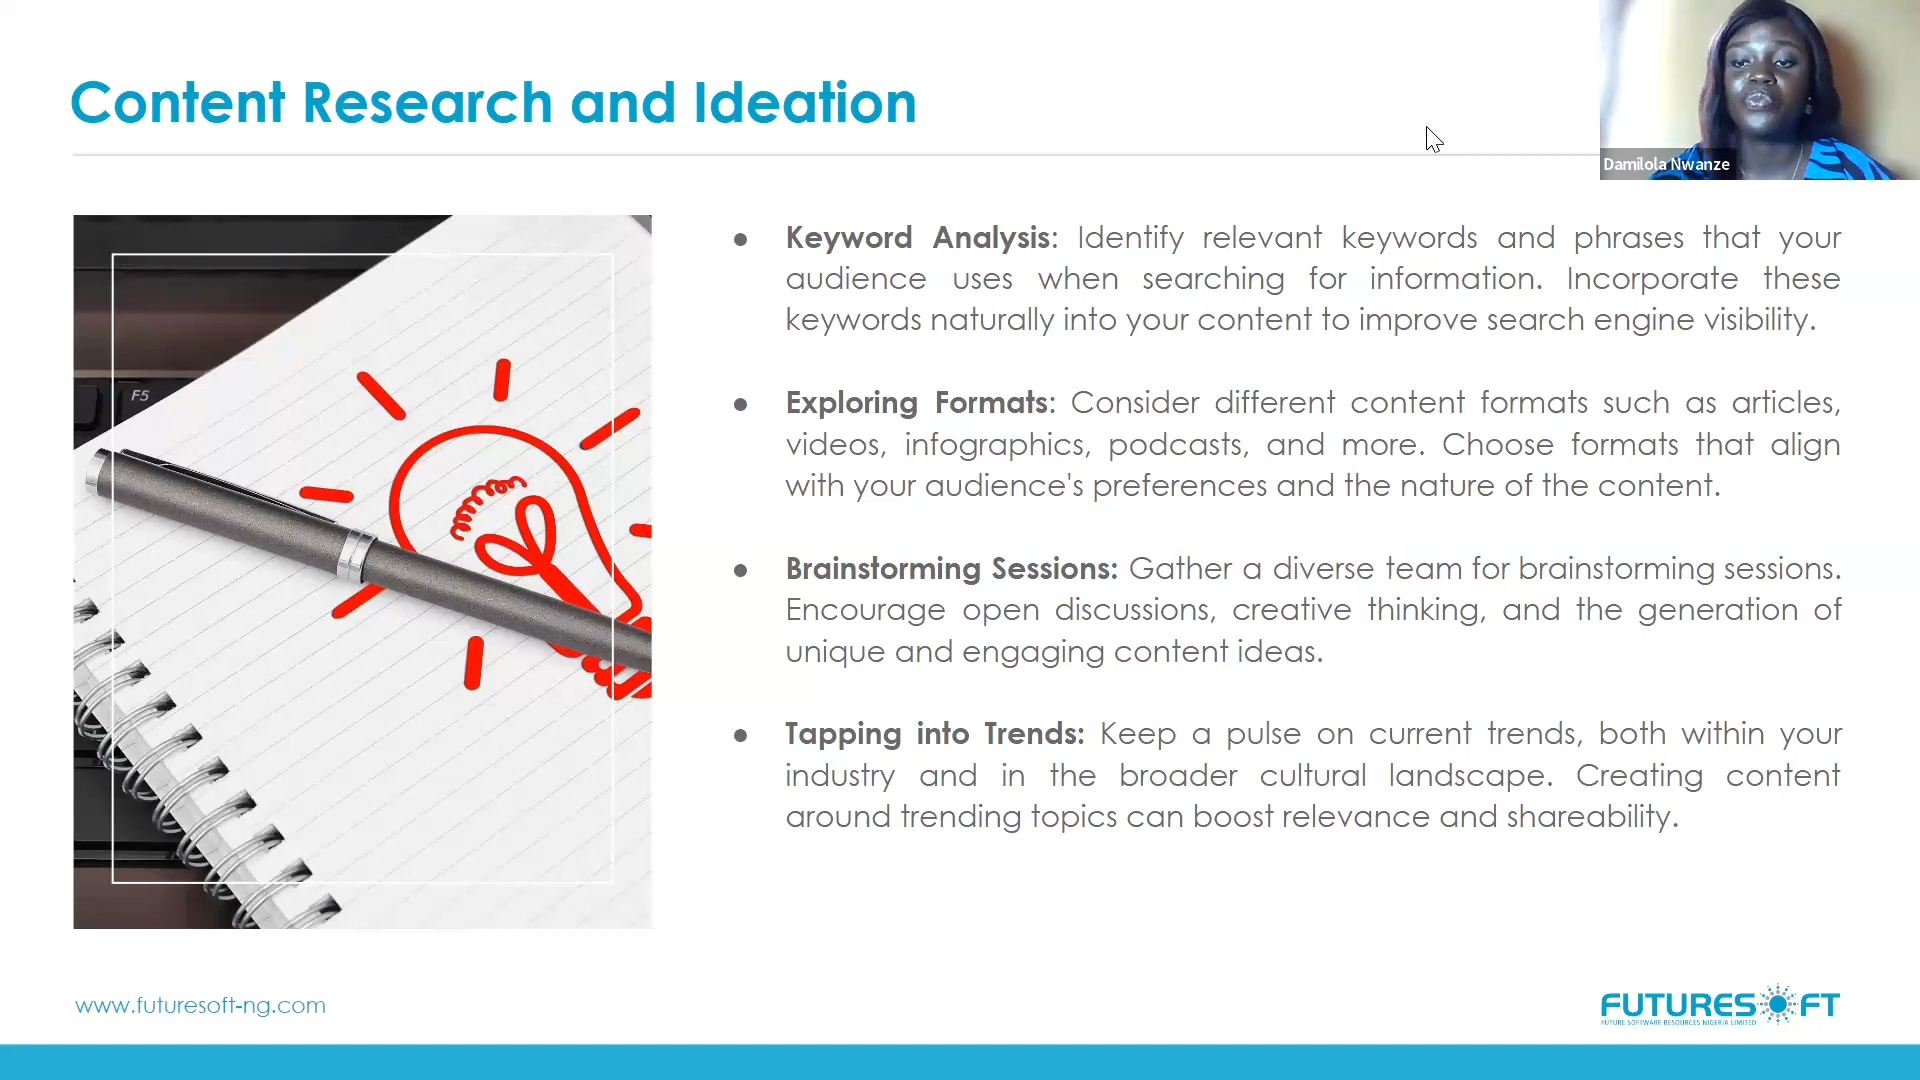 Content Research and Ideation
Damilola Nwanze
F5
● Keyword Analysis: Identify relevant keywords and phrases that your
audience uses when searching for information. Incorporate these
keywords naturally into your content to improve search engine visibility.
● Exploring Formats: Consider different content formats such as articles,
videos, infographics, podcasts, and more. Choose formats that align
with your audience's preferences and the nature of the content.
● Brainstorming Sessions: Gather a diverse team for brainstorming sessions.
Encourage open discussions, creative thinking, and the generation of
unique and engaging content ideas.
● Tapping into Trends: Keep a pulse on current trends, both within your
industry and in the broader cultural landscape. Creating content
around trending topics can boost relevance and shareability.
www.futuresoft-ng.com
FUTURESOFT
FUTURE SOFTWARE RESOURCES NIGERIA LIMITED